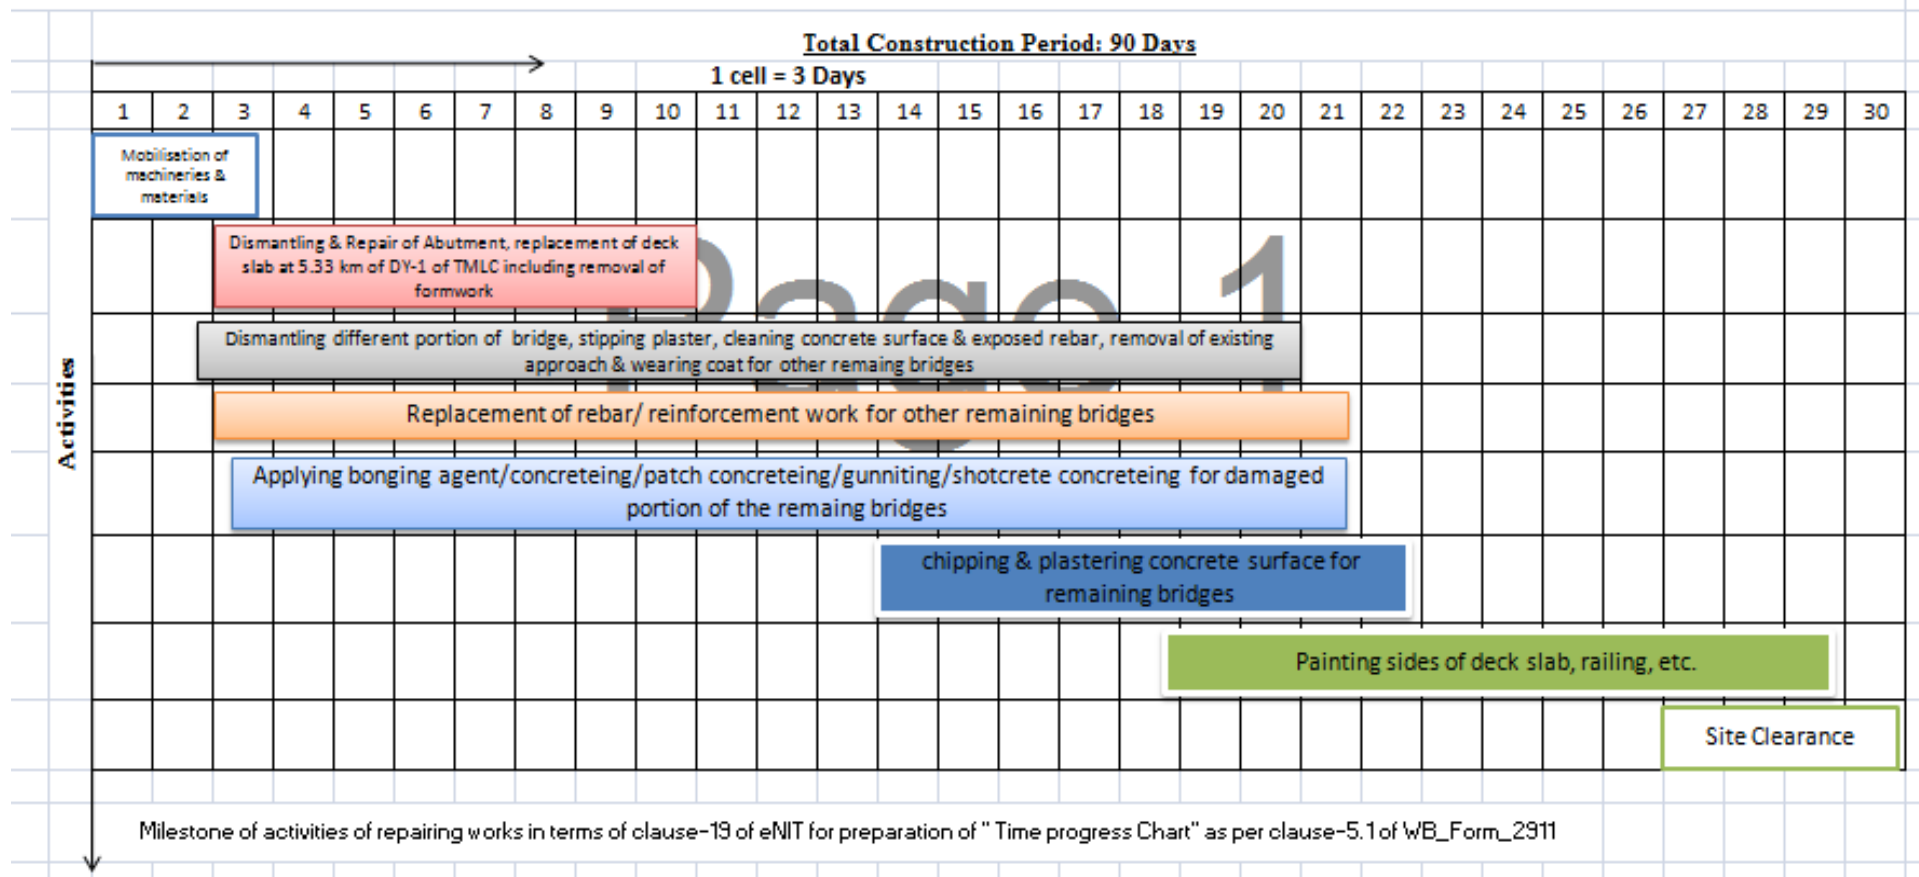 Total Construction Period: 90 Days
1 cell = 3 Days
1 2 3 4 5 6 7 8 9 10 11 12 13 14 15 16 17 18 19 20 21 22 23 24 25 26 27 28 29 30
Activities
Mobilisation of
machineries &
materials
Dismantling & Repair of Abutment, replacement of deck
slab at 5.33 km of DY-1 of TMLC including removal of
formwork
Page 1
Dismantling different portion of bridge, stipping plaster, cleaning concrete surface & exposed rebar, removal of existing
approach & wearing coat for other remaing bridges
Replacement of rebar/ reinforcement work for other remaining bridges
Applying bonging agent/concreteing/patch concreteing/gunniting/shotcrete concreteing for damaged
portion of the remaing bridges
chipping & plastering concrete surface for
remaining bridges
Painting sides of deck slab, railing, etc.
Site Clearance
Milestone of activities of repairing works in terms of clause-19 of eNIT for preparation of " Time progress Chart" as per clause-5.1 of WB_Form_2911